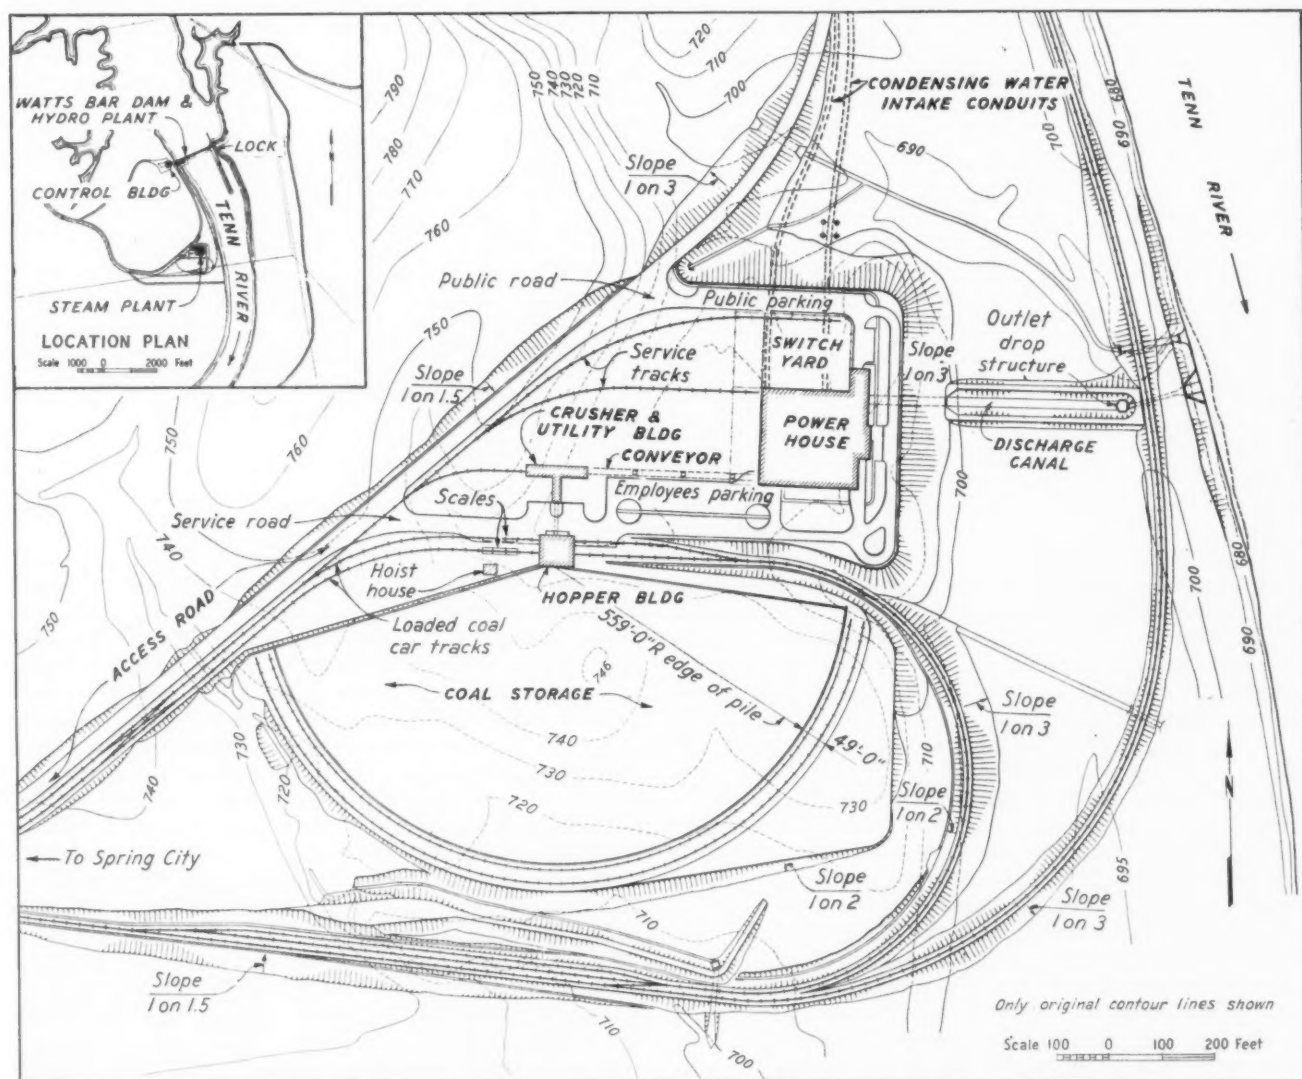 WATTS BAR DAM &
HYDRO PLANT
LOCK
CONTROL BLDG
TENN
RIVER
STEAM PLANT
LOCATION PLAN
Scale 1000 0 2000 Feet
790
780
770
760
750
740
730
720
710
720
710
700
CONDENSING WATER
INTAKE CONDUITS
690
700
680
690
TENN
RIVER
Slope
1 on 3
Public road
Public parking
750
740
Slope
1 on 1.5
Service
tracks
SWITCH
YARD
Slope
1 on 3
Outlet
drop
structure
750
760
CRUSHER &
UTILITY BLDG
CONVEYOR
POWER
HOUSE
DISCHARGE
CANAL
700
Scales
Employees parking
Service road
740
Hoist
house
HOPPER BLDG
680
700
690
750
740
ACCESS ROAD
Loaded coal
car tracks
559'-0"R edge of pile
746
COAL STORAGE
Slope
1 on 3
49'-0"
740
730
720
730
710
N
740
730
720
Slope
1 on 2
To Spring City
Slope
1 on 2
695
710
Slope
1 on 3
Slope
1 on 1.5
710
700
Only original contour lines shown
Scale 100 0 100 200 Feet